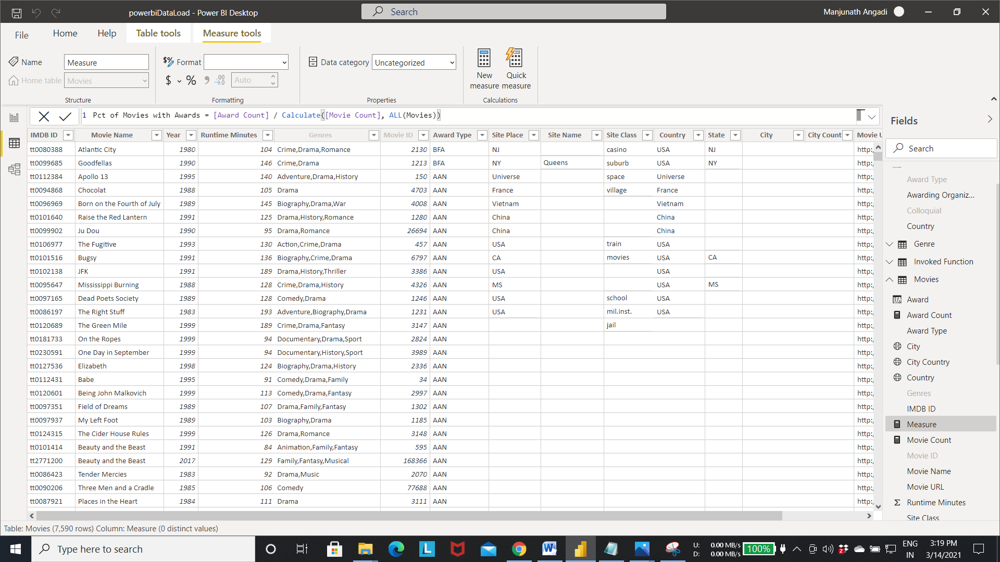 powerbiDataLoad - Power BI Desktop
Search
Manjunath Angadi
File
Home
Help
Table tools
Measure tools
Name
Measure
Home table
Movies
Structure
$% Format
$ % 9 .00
Auto
Formatting
Data category
Uncategorized
Properties
New measure
Quick measure
Calculations
1 Pct of Movies with Awards = [Award Count] / Calculate([Movie Count], ALL(Movies))
IMDB ID Movie Name Year Runtime Minutes Genres Movie ID Award Type Site Place Site Name Site Class Country State City City Count Movie U
tt0080388 Atlantic City 1980 104 Crime,Drama,Romance 2130 BFA NJ casino USA NJ http:/
tt0099685 Goodfellas 1990 146 Crime,Drama 1213 BFA NY Queens suburb USA NY http:/
tt0112384 Apollo 13 1995 140 Adventure,Drama,History 150 AAN Universe space Universe http:/
tt0094868 Chocolat 1988 105 Drama 4703 AAN France village France http:/
tt0096969 Born on the Fourth of July 1989 145 Biography,Drama,War 4008 AAN Vietnam Vietnam http:/
tt0101640 Raise the Red Lantern 1991 125 Drama,History,Romance 1280 AAN China China http:/
tt0099902 Ju Dou 1990 95 Drama,Romance 26694 AAN China China http:/
tt0106977 The Fugitive 1993 130 Action,Crime,Drama 457 AAN USA train USA http:/
tt0101516 Bugsy 1991 136 Biography,Crime,Drama 6797 AAN CA movies USA CA http:/
tt0102138 JFK 1991 189 Drama,History,Thriller 3386 AAN USA USA http:/
tt0095647 Mississippi Burning 1988 128 Crime,Drama,History 4326 AAN MS USA MS http:/
tt0097165 Dead Poets Society 1989 128 Comedy,Drama 1246 AAN USA school USA http:/
tt0086197 The Right Stuff 1983 193 Adventure,Biography,Drama 1231 AAN USA mil.inst. USA http:/
tt0120689 The Green Mile 1999 189 Crime,Drama,Fantasy 3147 AAN jail http:/
tt0181733 On the Ropes 1999 94 Documentary,Drama,Sport 2824 AAN http:/
tt0230591 One Day in September 1999 94 Documentary,History,Sport 3989 AAN http:/
tt0127536 Elizabeth 1998 124 Biography,Drama,History 2336 AAN http:/
tt0112431 Babe 1995 91 Comedy,Drama,Family 34 AAN http:/
tt0120601 Being John Malkovich 1999 113 Comedy,Drama,Fantasy 2997 AAN http:/
tt0097351 Field of Dreams 1989 107 Drama,Family,Fantasy 1302 AAN http:/
tt0097937 My Left Foot 1989 103 Biography,Drama 1185 AAN http:/
tt0124315 The Cider House Rules 1999 126 Drama,Romance 3148 AAN http:/
tt0101414 Beauty and the Beast 1991 84 Animation,Family,Fantasy 595 AAN http:/
tt2771200 Beauty and the Beast 2017 129 Family,Fantasy,Musical 168366 AAN http:/
tt0086423 Tender Mercies 1983 92 Drama,Music 2070 AAN http:/
tt0090206 Three Men and a Cradle 1985 106 Comedy 77688 AAN http:/
tt0087921 Places in the Heart 1984 111 Drama 3111 AAN http:/
Fields
Search
Award Type
Awarding Organiz...
Colloquial
Country
Genre
Invoked Function
Movies
Award
Award Count
Award Type
City
City Country
Country
Genres
IMDB ID
Measure
Movie Count
Movie ID
Movie Name
Movie URL
Σ Runtime Minutes
Site Class
Table: Movies (7,590 rows) Column: Measure (0 distinct values)
Type here to search
U: 0.00 MB/s
D: 0.00 MB/s
100%
2
ENG
IN
3:19 PM
3/14/2021